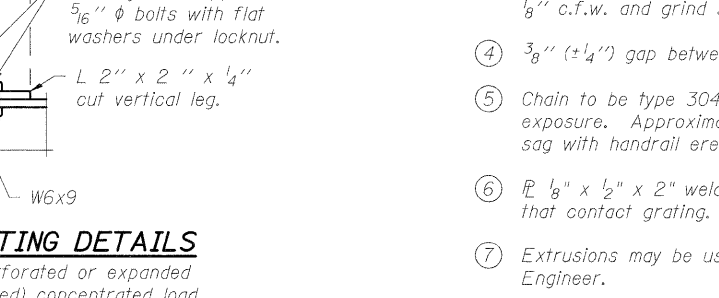 5/16" ϕ bolts with flat
washers under locknut.
L 2" x 2 " x 1/4"
cut vertical leg.
W6x9
TING DETAILS
rforated or expanded
ed) concentrated load
1/8" c.f.w. and grind
4 3/8" (±1/4") gap betwe
5 Chain to be type 304
exposure. Approxima
sag with handrail ere
6 PL 1/8" x 1/2" x 2" weld
that contact grating.
7 Extrusions may be us
Engineer.